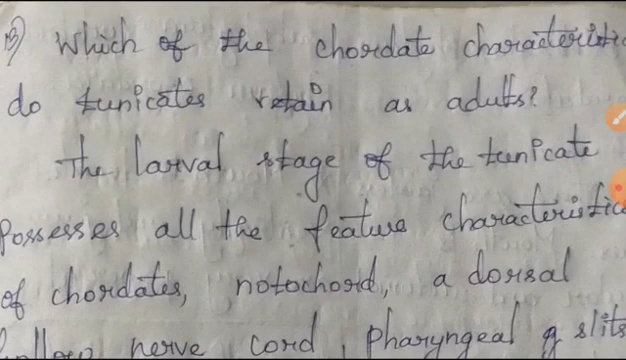 13) Which of the chordate characteristic
do tunicates retain as adults?
The larval stage of the tunicate
Possesses all the feature characteristic
of chordates, notochord, a dorsal
hollow nerve cord, pharyngeal g slits